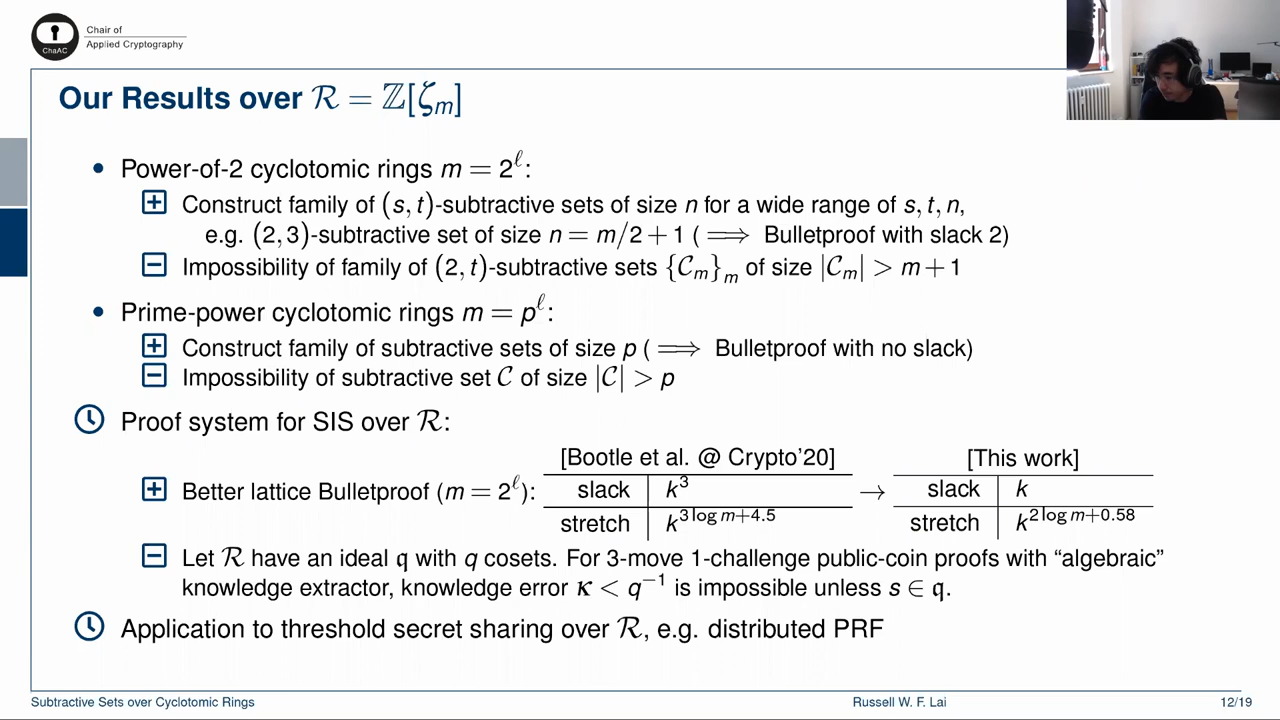 ChaAC
Chair of
Applied Cryptography
Our Results over ℛ = ℤ[ζ_m]
• Power-of-2 cyclotomic rings m = 2^ℓ:
⊞ Construct family of (s, t)-subtractive sets of size n for a wide range of s, t, n,
e.g. (2, 3)-subtractive set of size n = m/2 + 1 ( ⟹ Bulletproof with slack 2)
⊟ Impossibility of family of (2, t)-subtractive sets {𝒞_m}_m of size |𝒞_m| > m + 1
• Prime-power cyclotomic rings m = p^ℓ:
⊞ Construct family of subtractive sets of size p ( ⟹ Bulletproof with no slack)
⊟ Impossibility of subtractive set 𝒞 of size |𝒞| > p
Proof system for SIS over ℛ:
[Bootle et al. @ Crypto'20] [This work]
⊞ Better lattice Bulletproof (m = 2^ℓ): slack k^3 → slack k
stretch k^{3 log m+4.5} stretch k^{2 log m+0.58}
⊟ Let ℛ have an ideal 𝔮 with q cosets. For 3-move 1-challenge public-coin proofs with “algebraic”
knowledge extractor, knowledge error κ < q^{−1} is impossible unless s ∈ 𝔮.
Application to threshold secret sharing over ℛ, e.g. distributed PRF
Subtractive Sets over Cyclotomic Rings Russell W. F. Lai 12/19